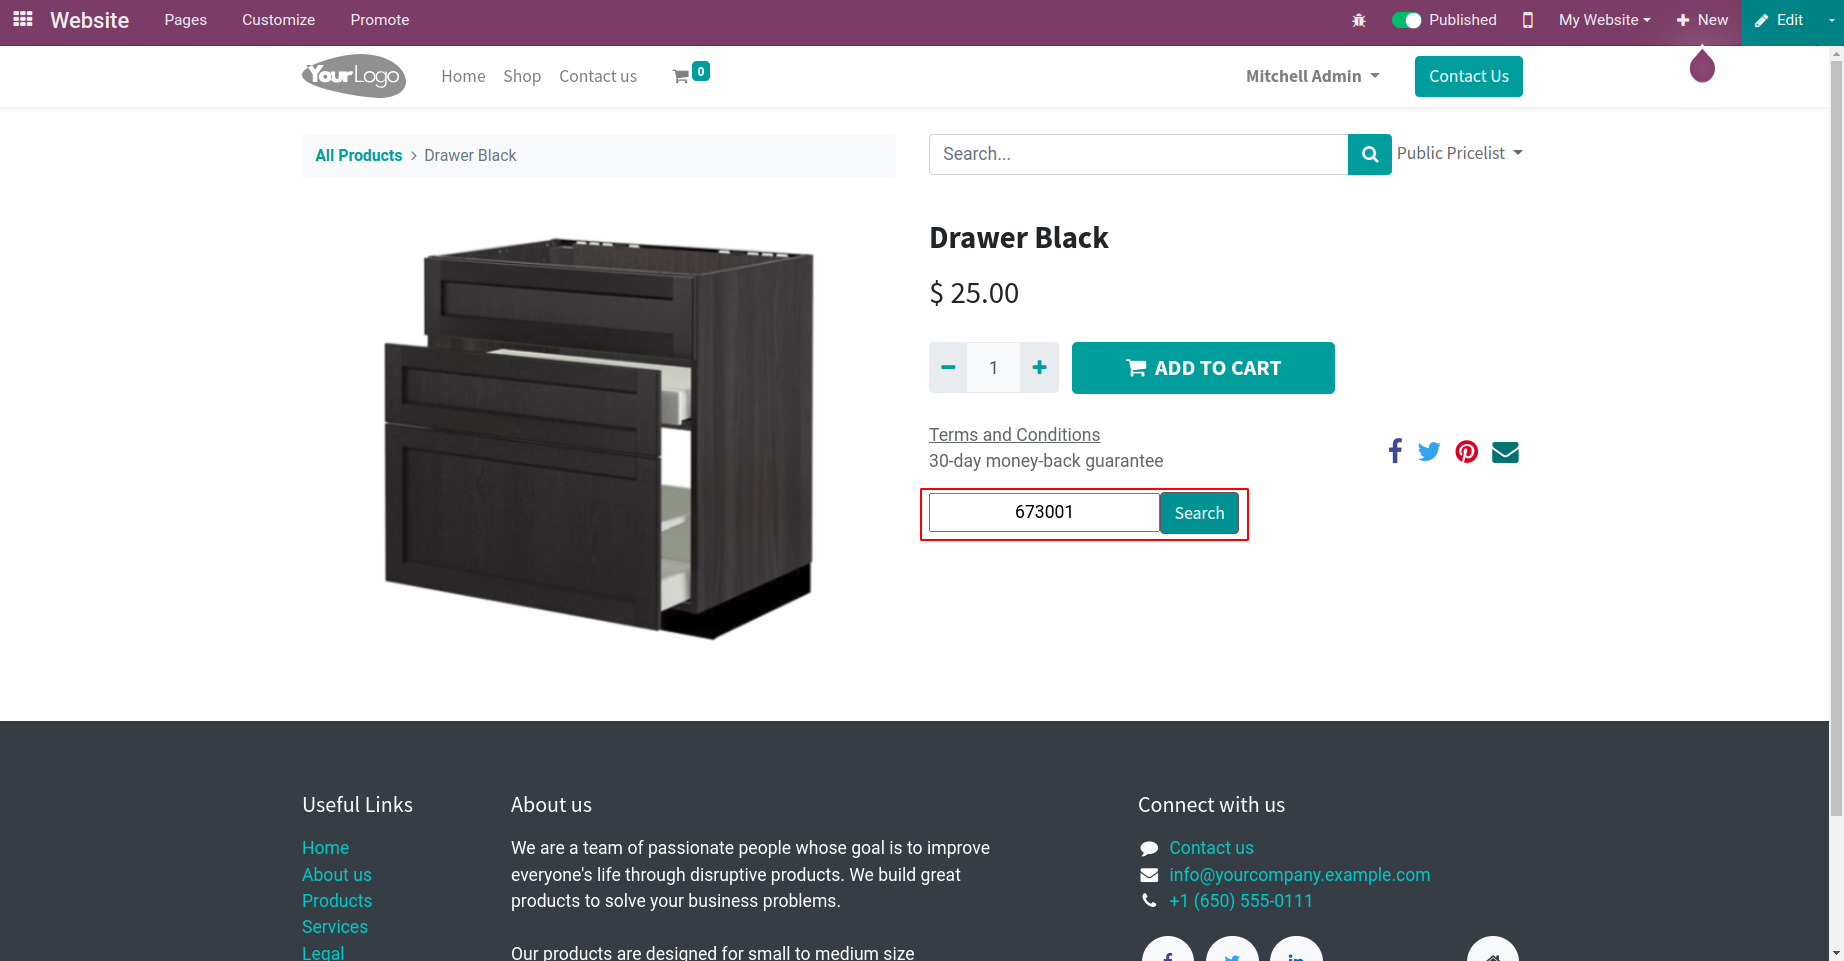 Website Pages Customize Promote Published My Website New Edit
YourLogo Home Shop Contact us 0 Mitchell Admin Contact Us
All Products > Drawer Black Search... Public Pricelist
Drawer Black
$ 25.00
1 ADD TO CART
Terms and Conditions
30-day money-back guarantee
673001 Search
Useful Links
Home
About us
Products
Services
Legal
About us
We are a team of passionate people whose goal is to improve
everyone's life through disruptive products. We build great
products to solve your business problems.
Our products are designed for small to medium size
Connect with us
Contact us
info@yourcompany.example.com
+1 (650) 555-0111